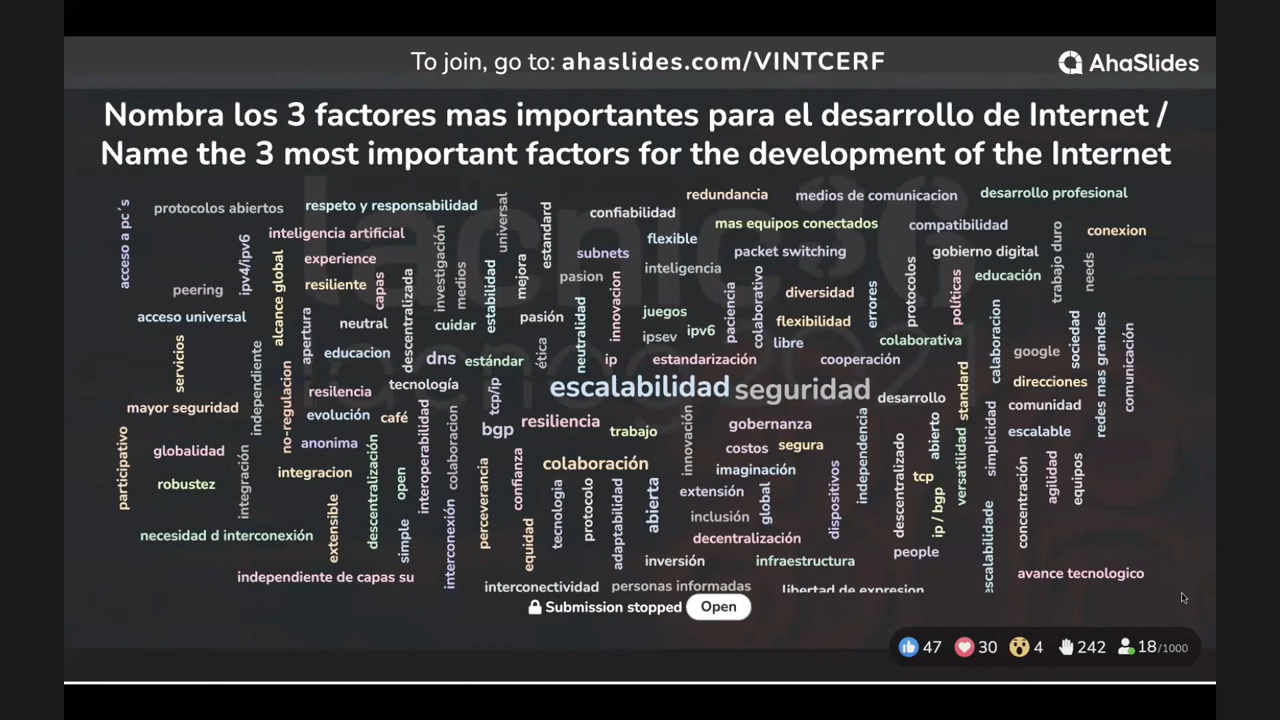 To join, go to: ahaslides.com/VINTCERF
AhaSlides
Nombra los 3 factores mas importantes para el desarrollo de Internet /
Name the 3 most important factors for the development of the Internet
redundancia
medios de comunicacion
desarrollo profesional
acceso a pc´s
protocolos abiertos
respeto y responsabilidad
universal
estandard
confiabilidad
mas equipos conectados
compatibilidad
conexion
inteligencia artificial
investigación
flexible
trabajo duro
ipv4/ipv6
alcance global
experience
medios
estabilidad
mejora
subnets
packet switching
gobierno digital
needs
peering
resiliente
capas
descentralizada
pasion
innovacion
inteligencia
paciencia
colaborativo
diversidad
errores
protocolos
políticas
educación
acceso universal
apertura
neutral
cuidar
pasión
neutralidad
juegos
ipsev
ipv6
flexibilidad
libre
colaborativa
calaboracion
sociedad
redes mas grandes
comunicación
servicios
independiente
educacion
dns
estándar
ética
ip
estandarización
cooperación
google
no-regulacion
resilencia
tecnología
tcp/ip
escalabilidad
seguridad
desarrollo
standard
direcciones
mayor seguridad
evolución
café
interoperabilidad
colaboracion
bgp
resiliencia
trabajo
innovación
gobernanza
independencia
abierto
simplicidad
comunidad
participativo
globalidad
anonima
costos
segura
escalable
integración
integracion
descentralización
open
perceverancia
confianza
colaboración
imaginación
dispositivos
descentralizado
tcp
versatilidad
concentración
agilidad
equipos
robustez
extensible
simple
interconexión
equidad
tecnologia
protocolo
adaptabilidad
abierta
extensión
global
ip / bgp
inclusión
escalabilidade
necesidad d interconexión
decentralización
people
inversión
infraestructura
independiente de capas su
interconectividad
personas informadas
libertad de expresion
avance tecnologico
Submission stopped
Open
47
30
4
242
18/1000